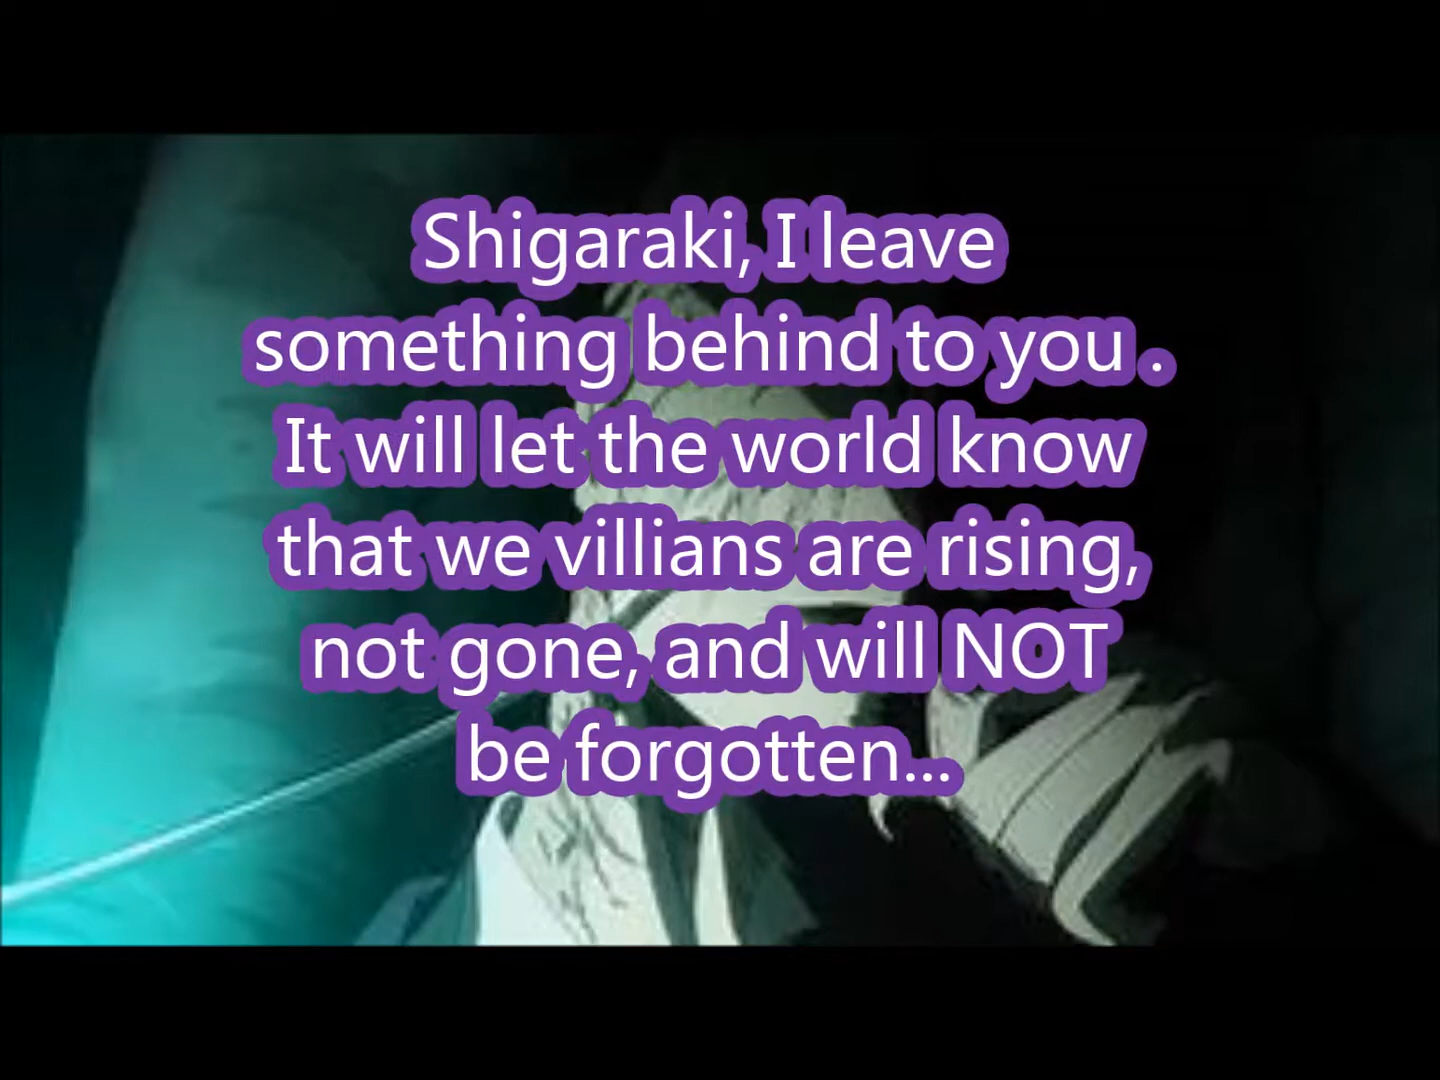 Shigaraki, I leave
something behind to you .
It will let the world know
that we villians are rising,
not gone, and will NOT
be forgotten...